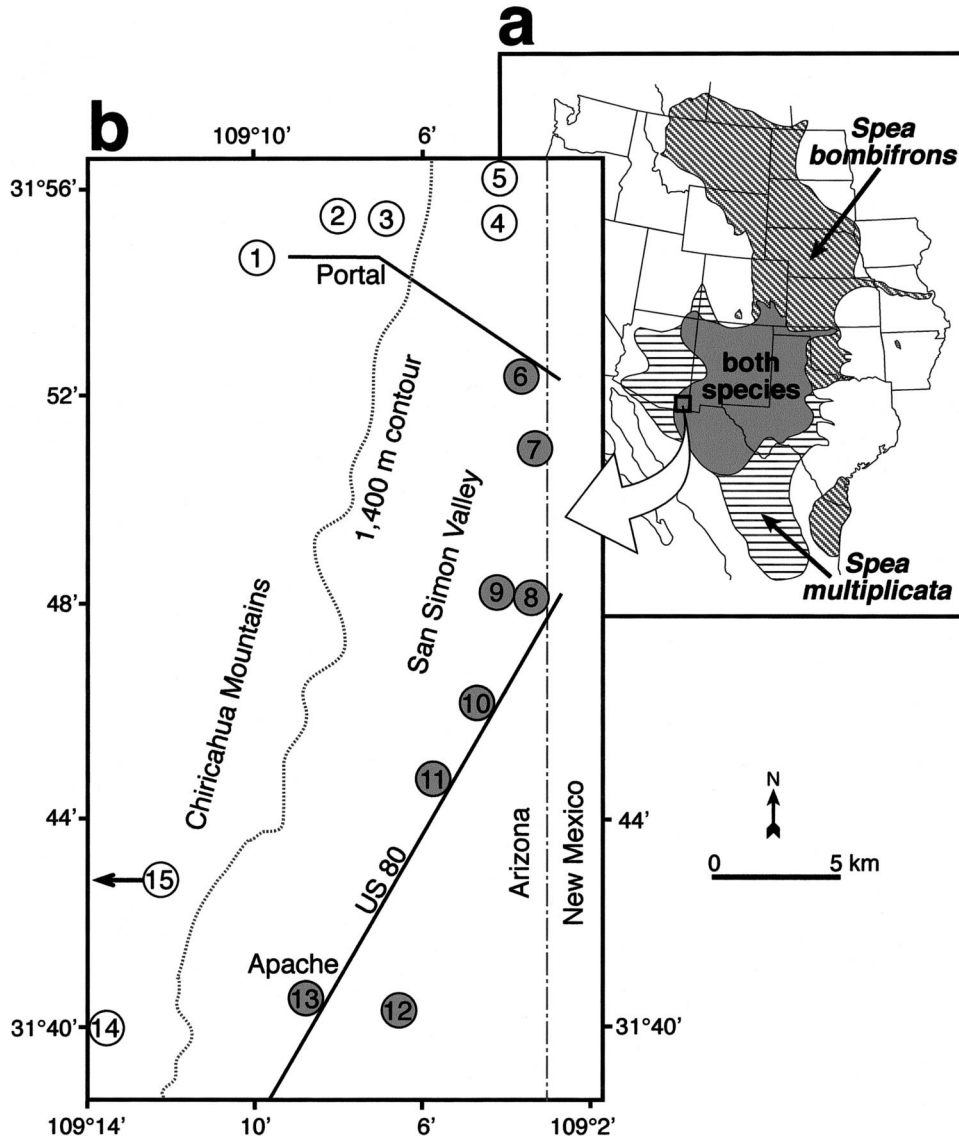 a
b
109°10'
6'
Spea
bombifrons
31°56'
5
2
3
4
1
Portal
both
species
6
52'
7
1,400 m contour
San Simon Valley
Spea
multiplicata
9
8
48'
Chiricahua Mountains
10
11
N
44'
44'
0
5 km
Arizona
New Mexico
US 80
15
Apache
13
12
31°40'
14
31°40'
109°14'
10'
6'
109°2'